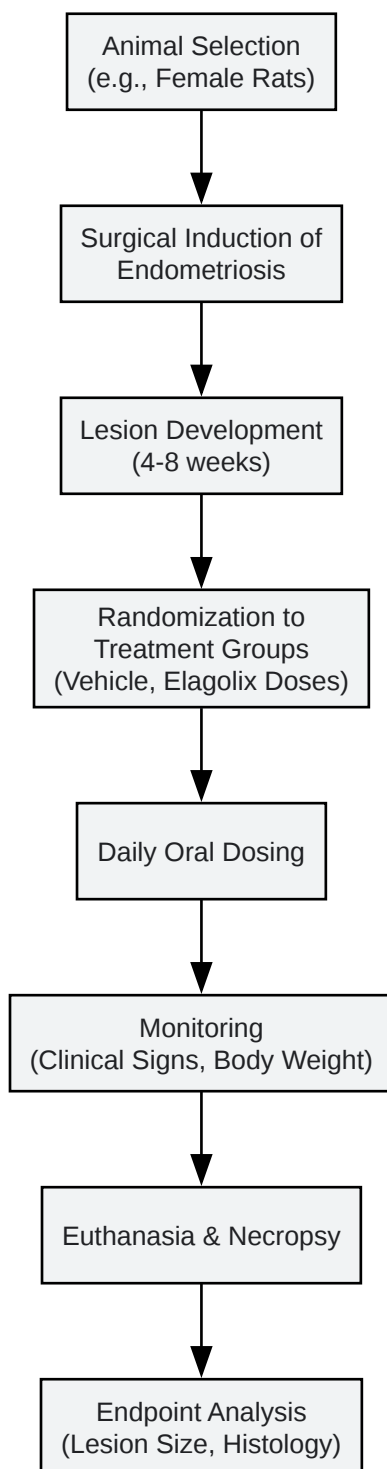 Animal Selection
(e.g., Female Rats)
Surgical Induction of
Endometriosis
Lesion Development
(4-8 weeks)
Randomization to
Treatment Groups
(Vehicle, Elagolix Doses)
Daily Oral Dosing
Monitoring
(Clinical Signs, Body Weight)
Euthanasia & Necropsy
Endpoint Analysis
(Lesion Size, Histology)